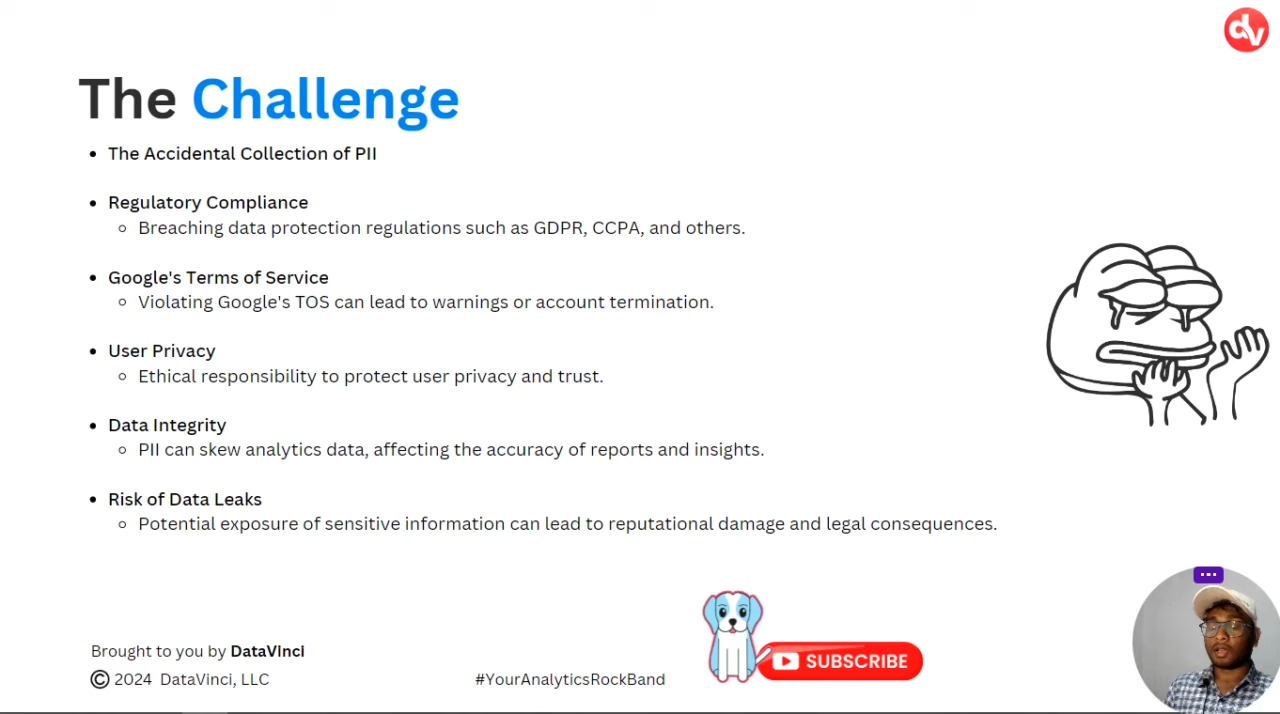 dv
The Challenge
• The Accidental Collection of PII
• Regulatory Compliance
◦ Breaching data protection regulations such as GDPR, CCPA, and others.
• Google's Terms of Service
◦ Violating Google's TOS can lead to warnings or account termination.
• User Privacy
◦ Ethical responsibility to protect user privacy and trust.
• Data Integrity
◦ PII can skew analytics data, affecting the accuracy of reports and insights.
• Risk of Data Leaks
◦ Potential exposure of sensitive information can lead to reputational damage and legal consequences.
SUBSCRIBE
Brought to you by DataVinci
© 2024 DataVinci, LLC
#YourAnalyticsRockBand